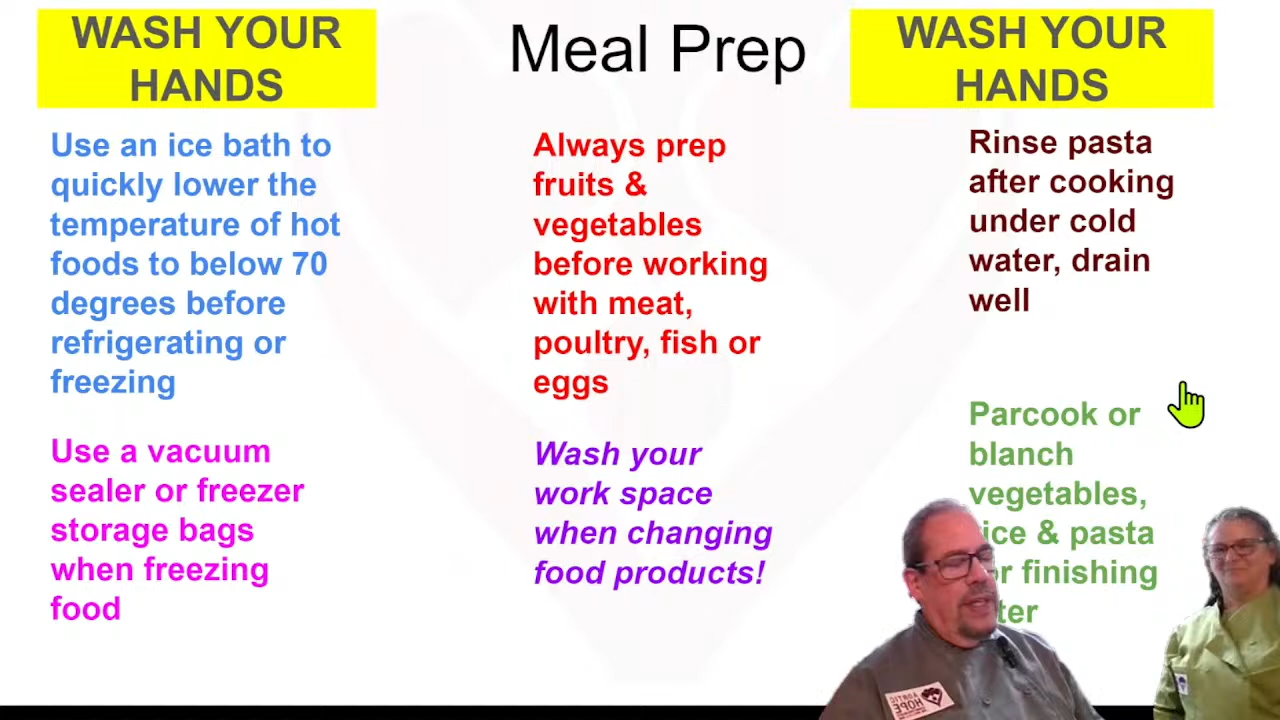 WASH YOUR
HANDS
Meal Prep
WASH YOUR
HANDS
Use an ice bath to
quickly lower the
temperature of hot
foods to below 70
degrees before
refrigerating or
freezing
Use a vacuum
sealer or freezer
storage bags
when freezing
food
Always prep
fruits &
vegetables
before working
with meat,
poultry, fish or
eggs
Wash your
work space
when changing
food products!
Rinse pasta
after cooking
under cold
water, drain
well
Parcook or
blanch
vegetables,
& pasta
finishing
AORTIC
HOPE